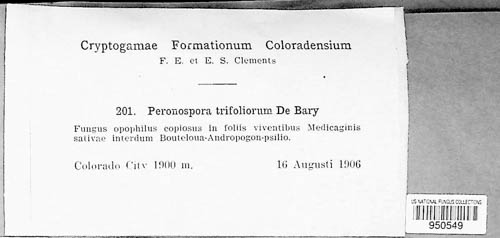 Cryptogamae Formationum Coloradensium
F. E. et E. S. Clements
201. Peronospora trifoliorum De Bary
Fungus opophilus copiosus in foliis viventibus Medicaginis
sativae interdum Bouteloua-Andropogon-psilio.
Colorado City 1900 m. 16 Augusti 1906
US NATIONAL FUNGUS COLLECTIONS
950549